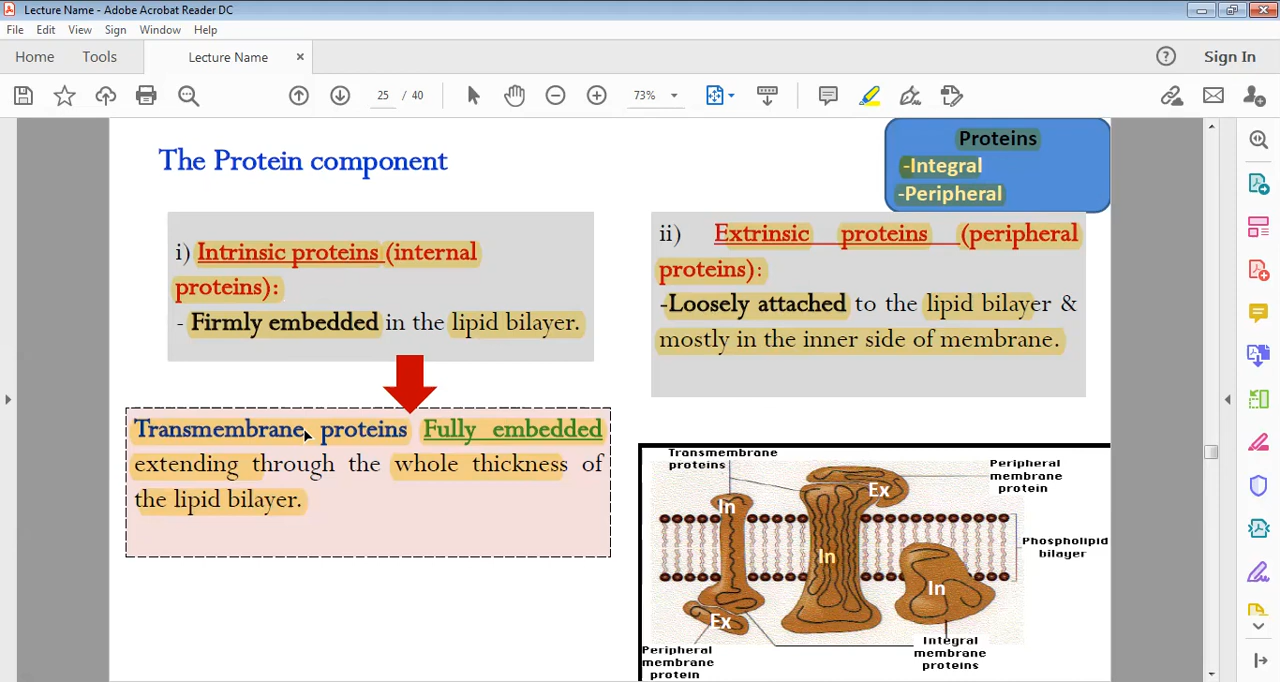 Lecture Name - Adobe Acrobat Reader DC
File Edit View Sign Window Help
Home Tools Lecture Name × ? Sign In
25 / 40 73%
The Protein component
Proteins
-Integral
-Peripheral
i) Intrinsic proteins (internal
proteins):
- Firmly embedded in the lipid bilayer.
ii) Extrinsic proteins (peripheral
proteins):
-Loosely attached to the lipid bilayer &
mostly in the inner side of membrane.
Transmembrane proteins Fully embedded
extending through the whole thickness of
the lipid bilayer.
Transmembrane
proteins
Peripheral
membrane
protein
Ex
In
Phospholipid
bilayer
In
In
Ex
Integral
membrane
proteins
Peripheral
membrane
protein